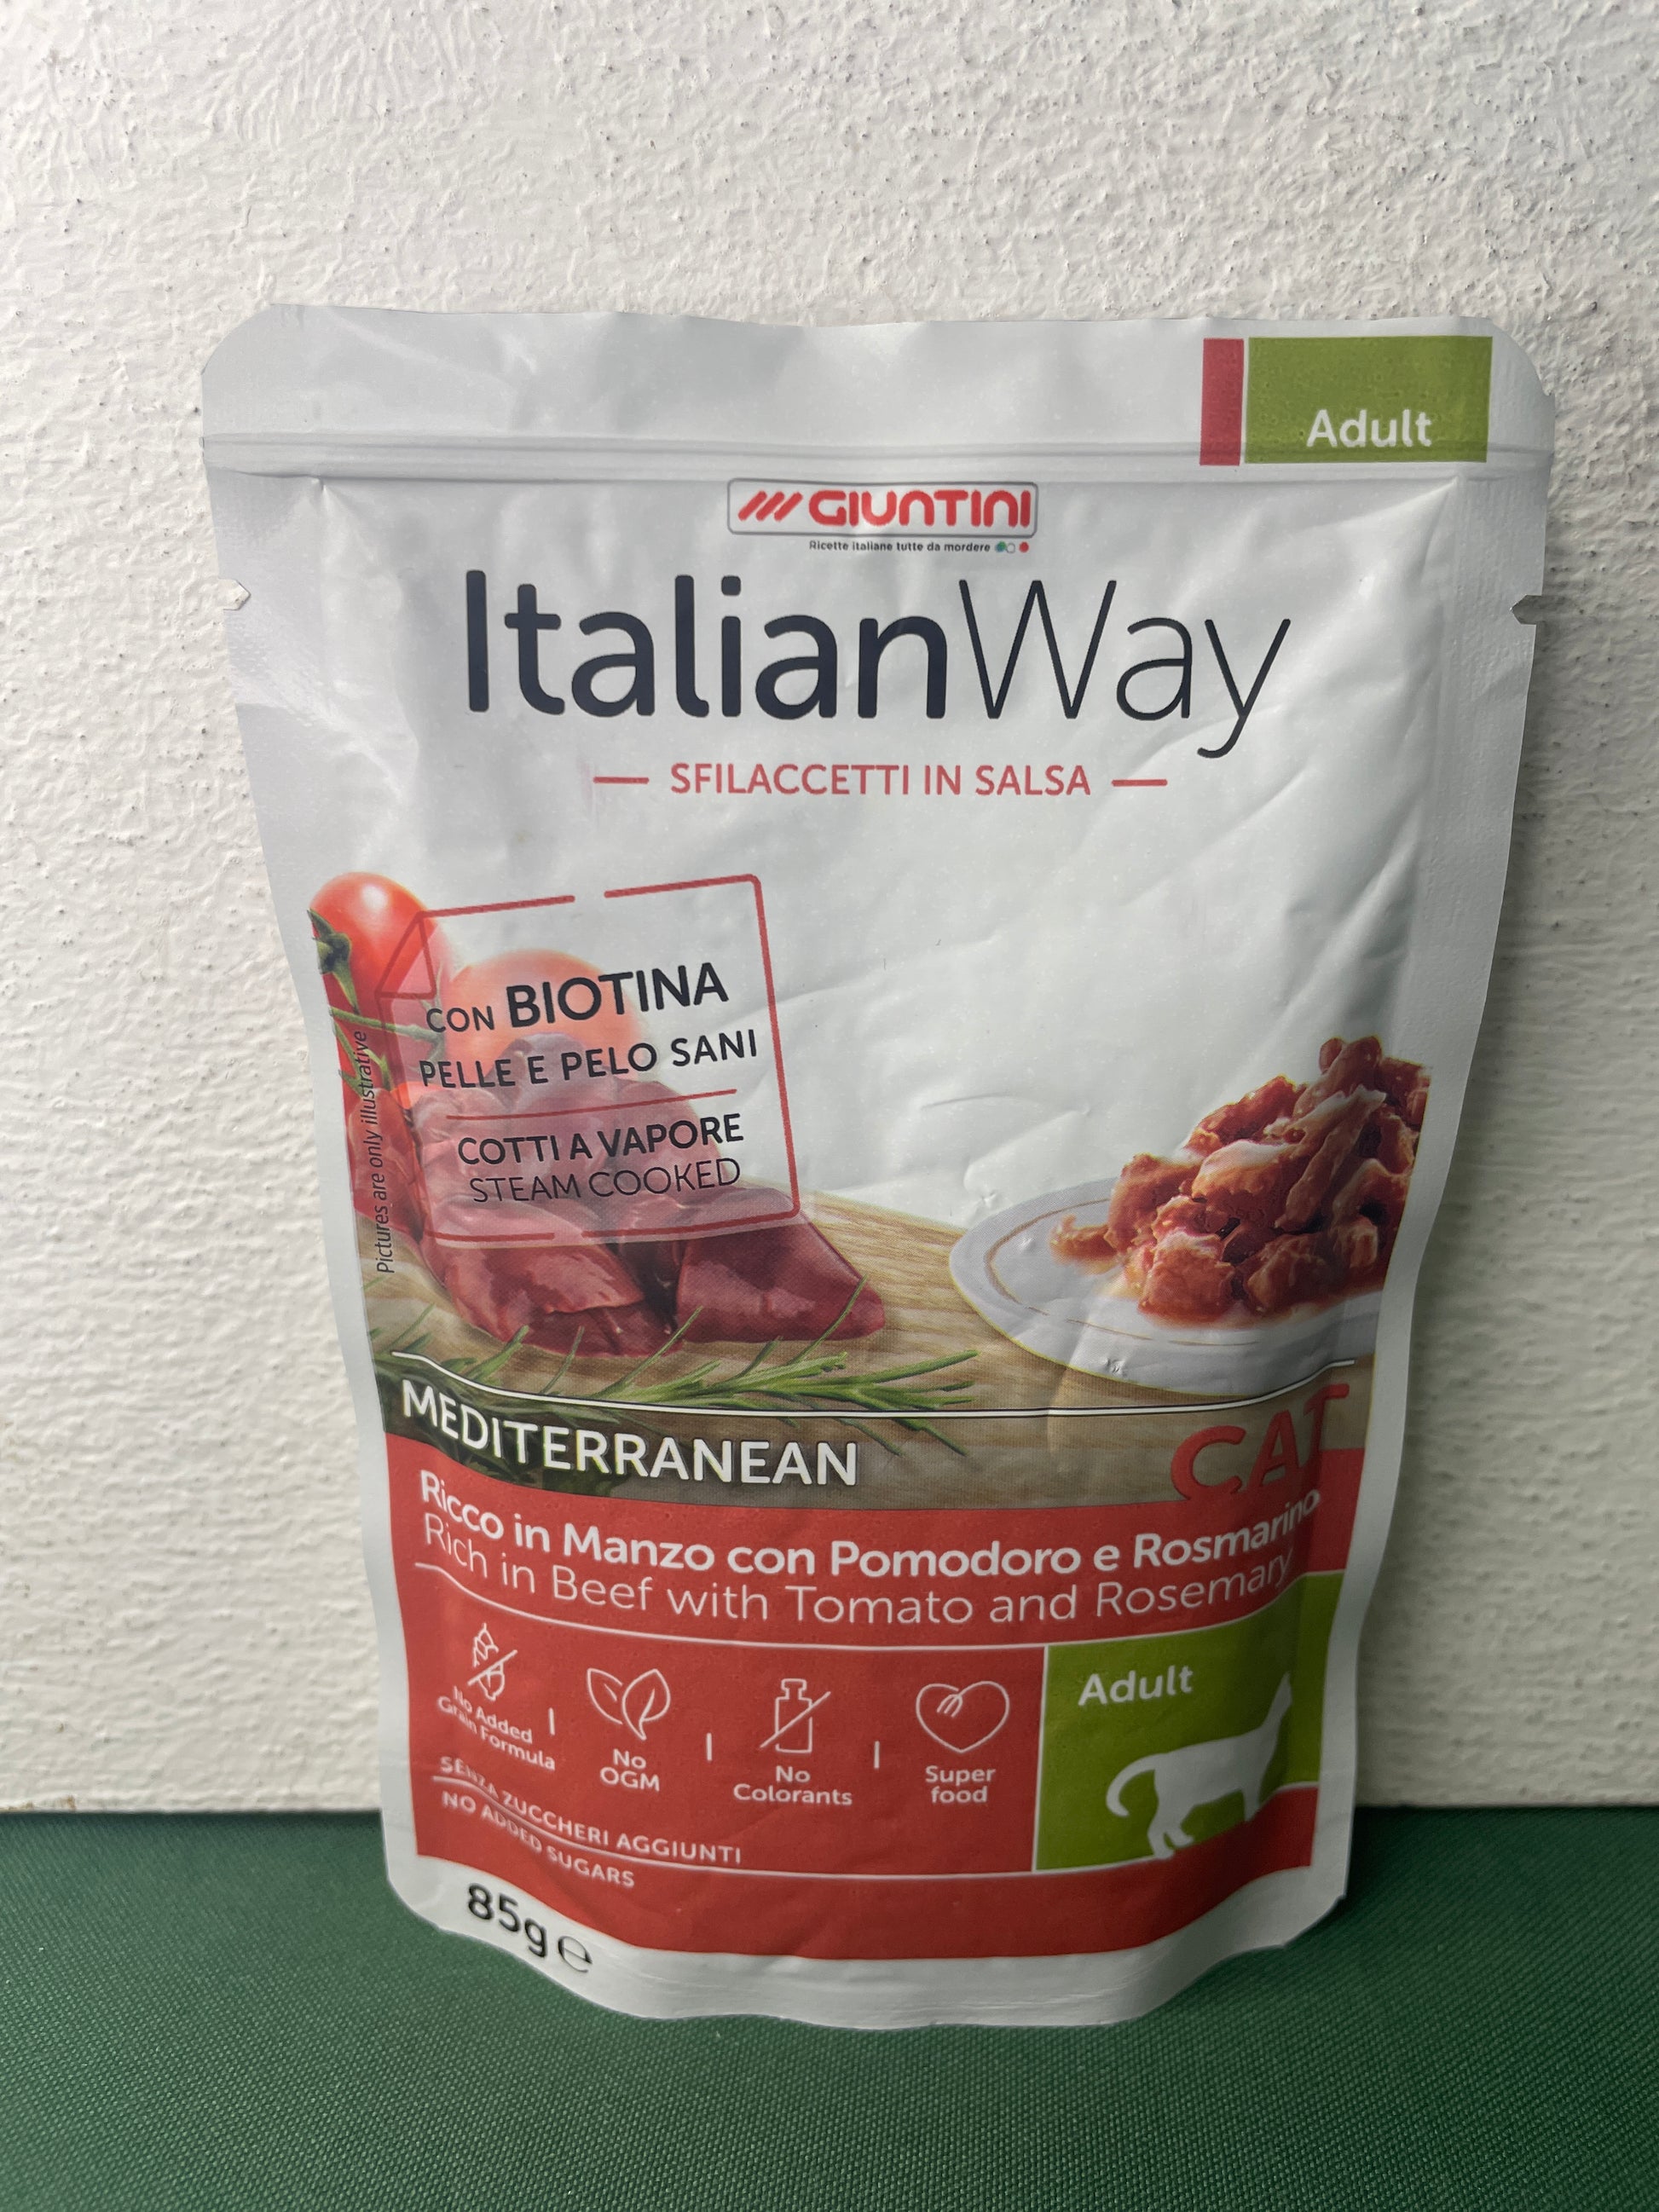 Adult
GIUNTINI
Ricette italiane tutte da mordere
ItalianWay
SFILACCETTI IN SALSA
CON BIOTINA
PELLE E PELO SANI
COTTI A VAPORE
STEAM COOKED
Pictures are only illustrative
MEDITERRANEAN
CAT
Ricco in Manzo con Pomodoro e Rosmarino
Rich in Beef with Tomato and Rosemary
No Added
Grain Formula
No
OGM
No
Colorants
Super
food
Adult
SENZA ZUCCHERI AGGIUNTI
NO ADDED SUGARS
85g e